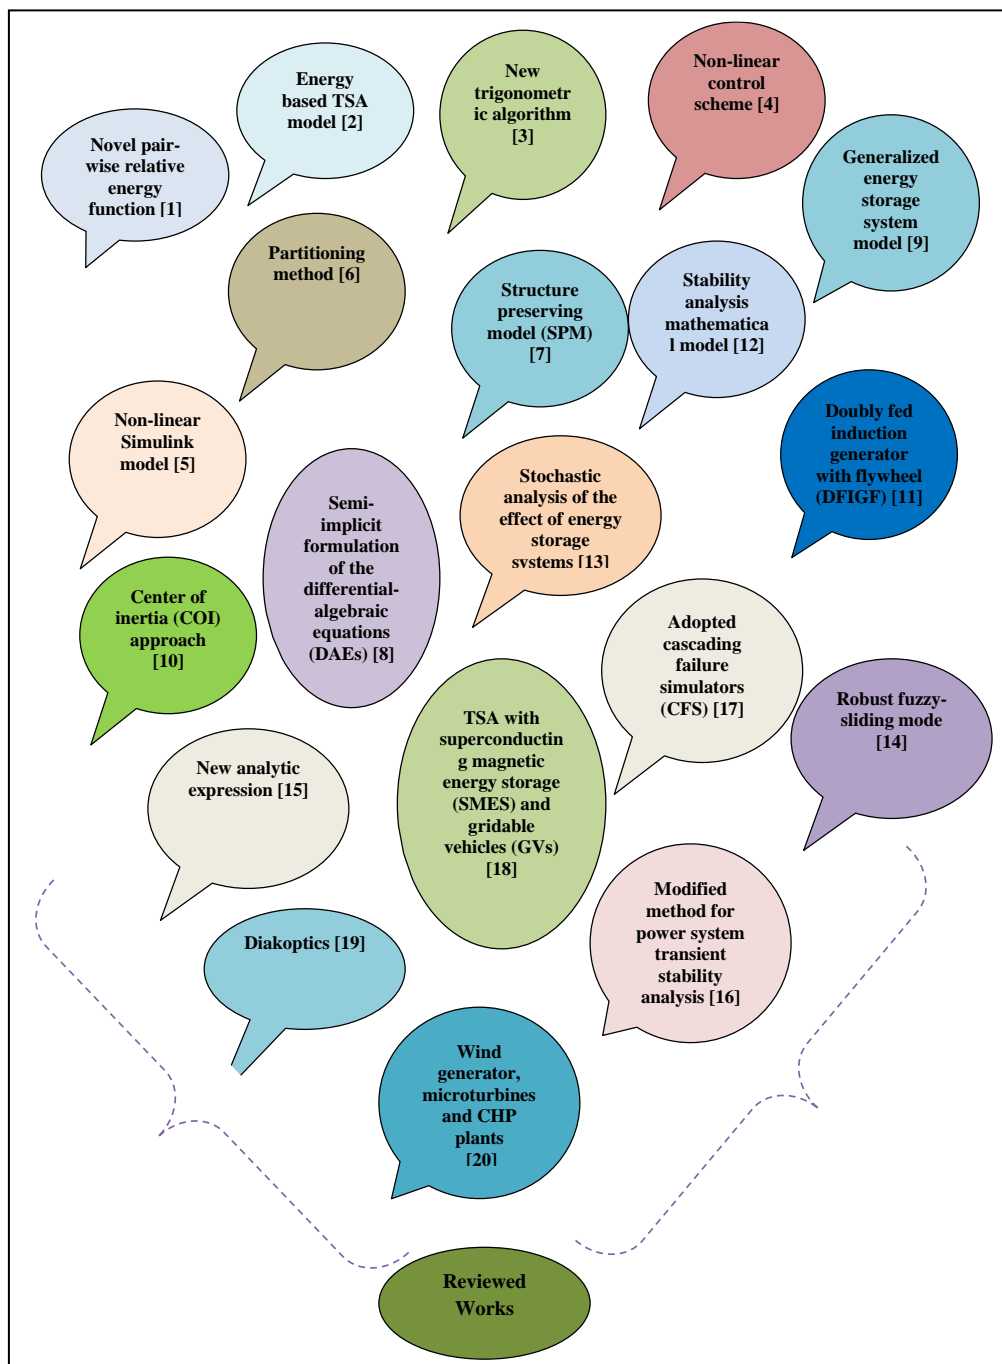 Novel pair-
wise relative
energy
function [1]
Energy
based TSA
model [2]
New
trigonometr
ic algorithm
[3]
Non-linear
control
scheme [4]
Generalized
energy
storage
system
model [9]
Partitioning
method [6]
Structure
preserving
model (SPM)
[7]
Stability
analysis
mathematica
l model [12]
Non-linear
Simulink
model [5]
Semi-
implicit
formulation
of the
differential-
algebraic
equations
(DAEs) [8]
Stochastic
analysis of the
effect of energy
storage
systems [13]
Doubly fed
induction
generator
with flywheel
(DFIGF) [11]
Center of
inertia (COI)
approach
[10]
Adopted
cascading
failure
simulators
(CFS) [17]
Robust fuzzy-
sliding mode
[14]
New analytic
expression [15]
TSA with
superconductin
g magnetic
energy storage
(SMES) and
gridable
vehicles (GVs)
[18]
Modified
method for
power system
transient
stability
analysis [16]
Diakoptics [19]
Wind
generator,
microturbines
and CHP
plants
[20]
Reviewed
Works